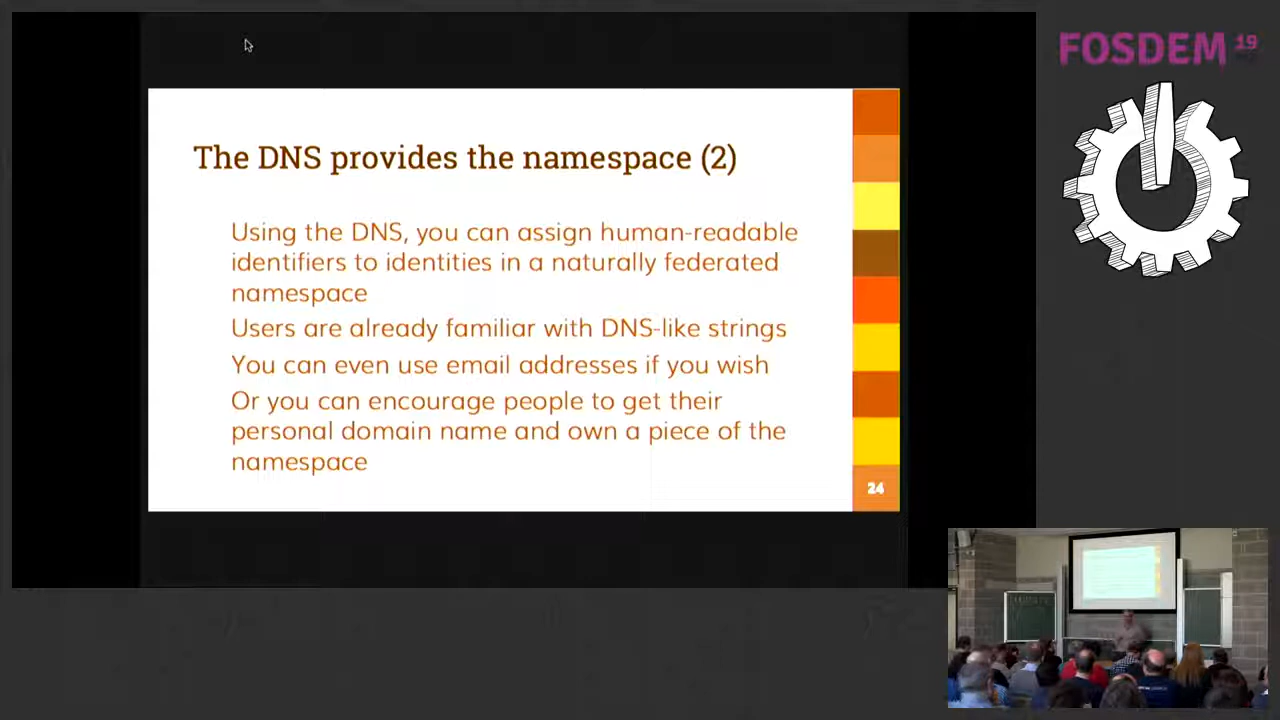 FOSDEM 19
The DNS provides the namespace (2)
Using the DNS, you can assign human-readable
identifiers to identities in a naturally federated
namespace
Users are already familiar with DNS-like strings
You can even use email addresses if you wish
Or you can encourage people to get their
personal domain name and own a piece of the
namespace
24